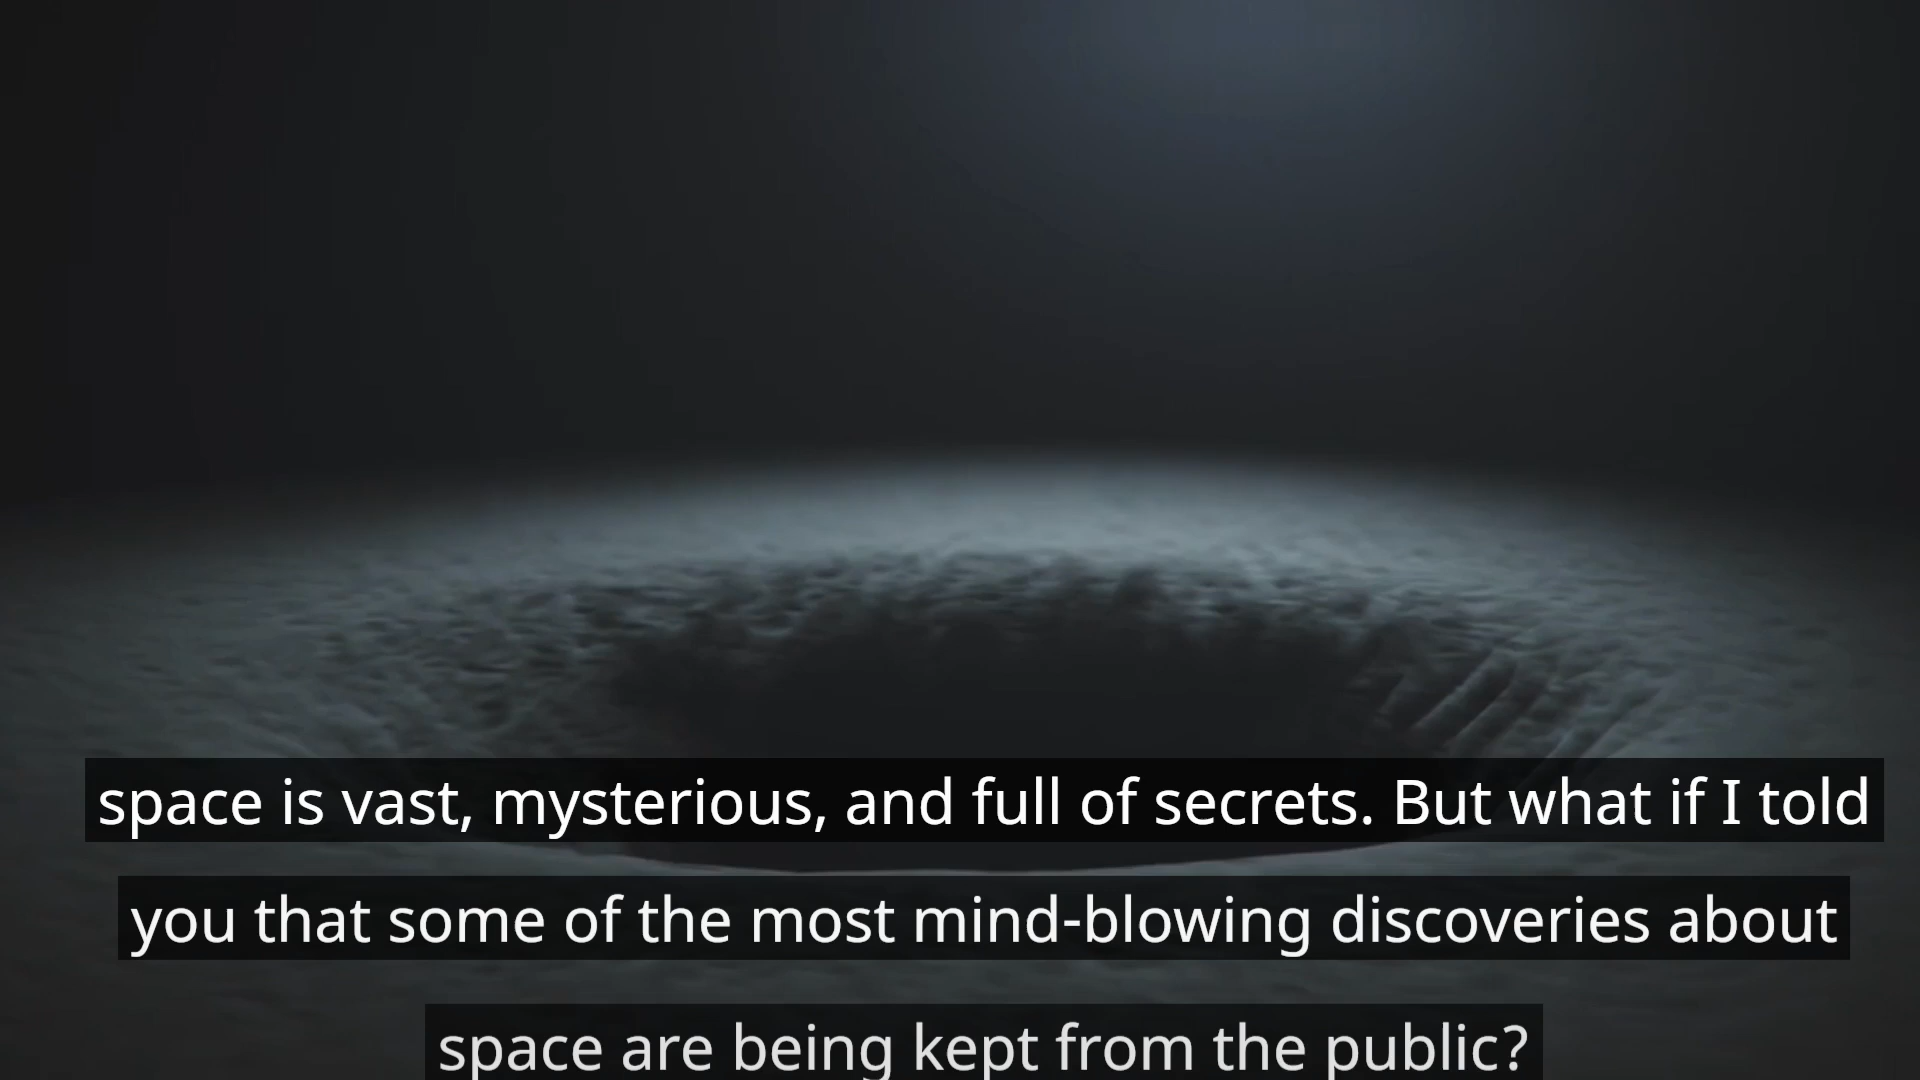 space is vast, mysterious, and full of secrets. But what if I told
you that some of the most mind-blowing discoveries about
space are being kept from the public?